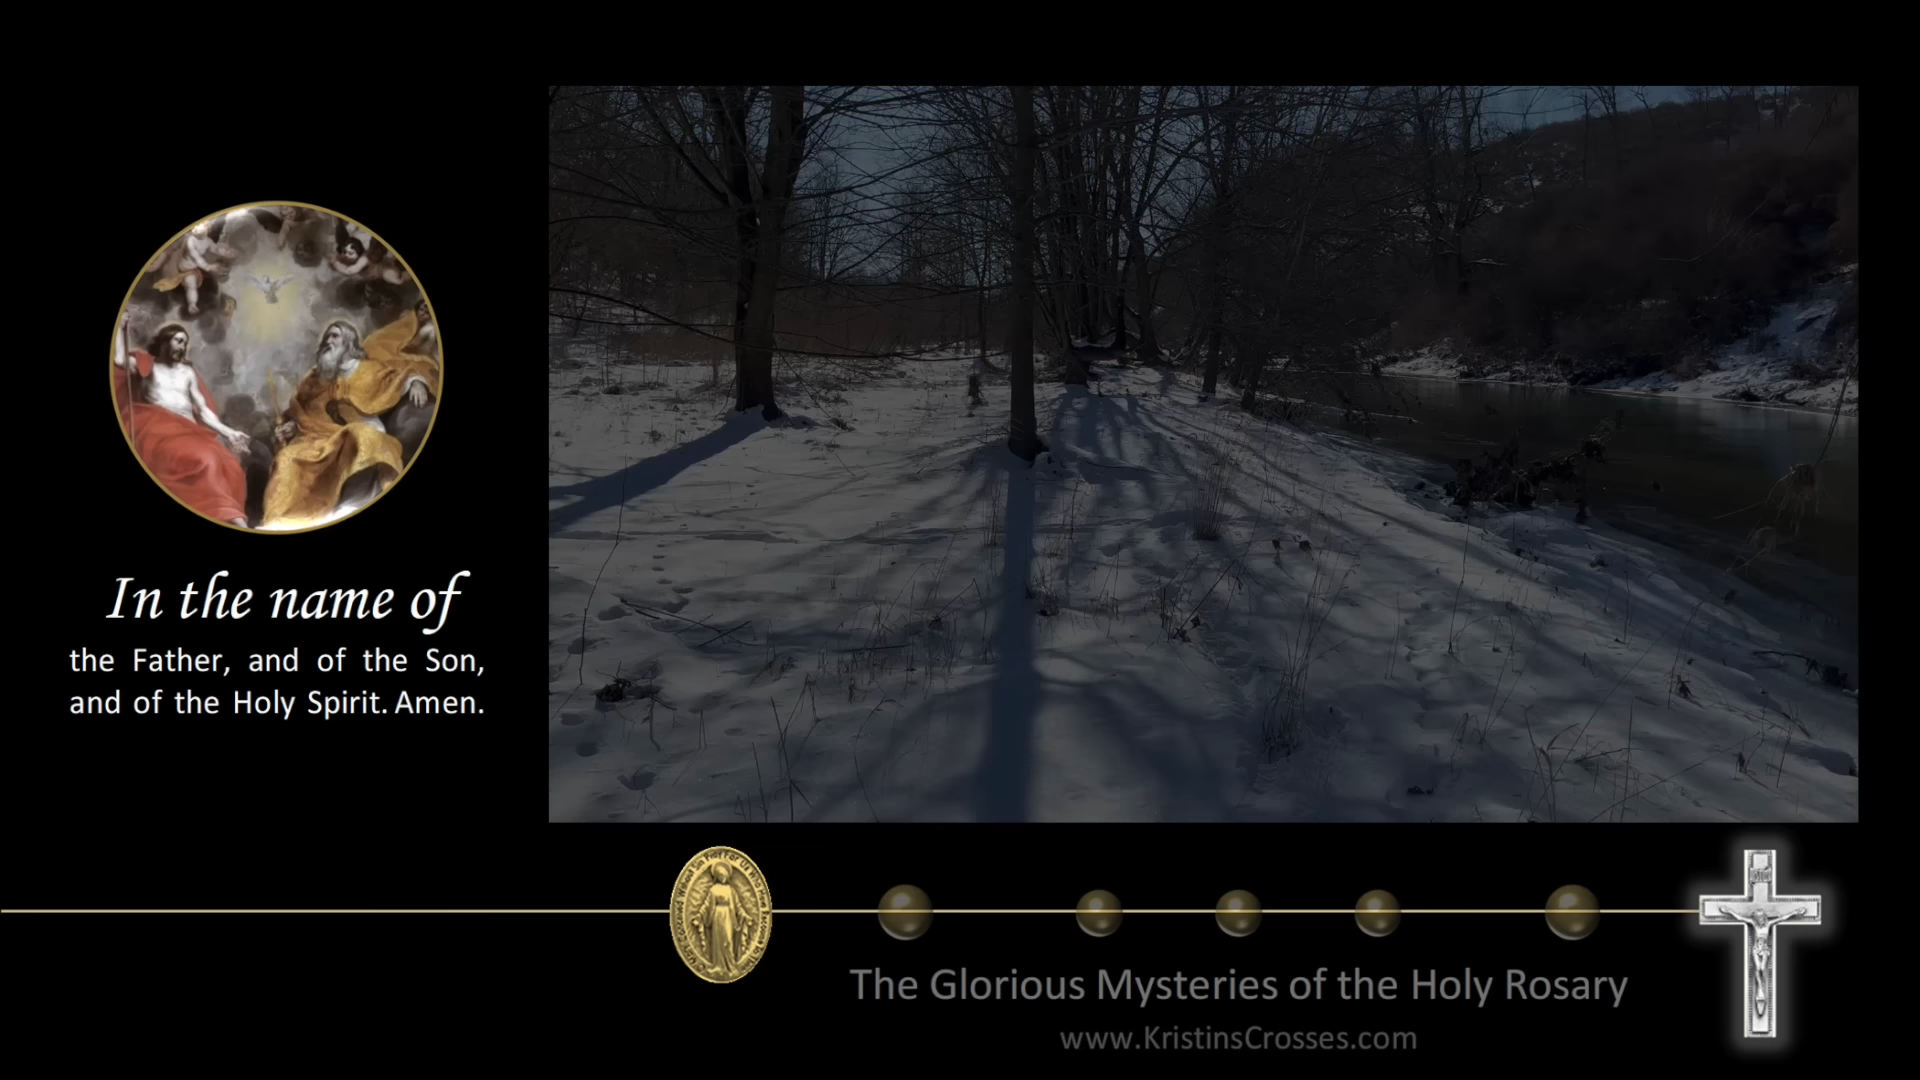 In the name of
the Father, and of the Son,
and of the Holy Spirit. Amen.
The Glorious Mysteries of the Holy Rosary
www.KristinsCrosses.com